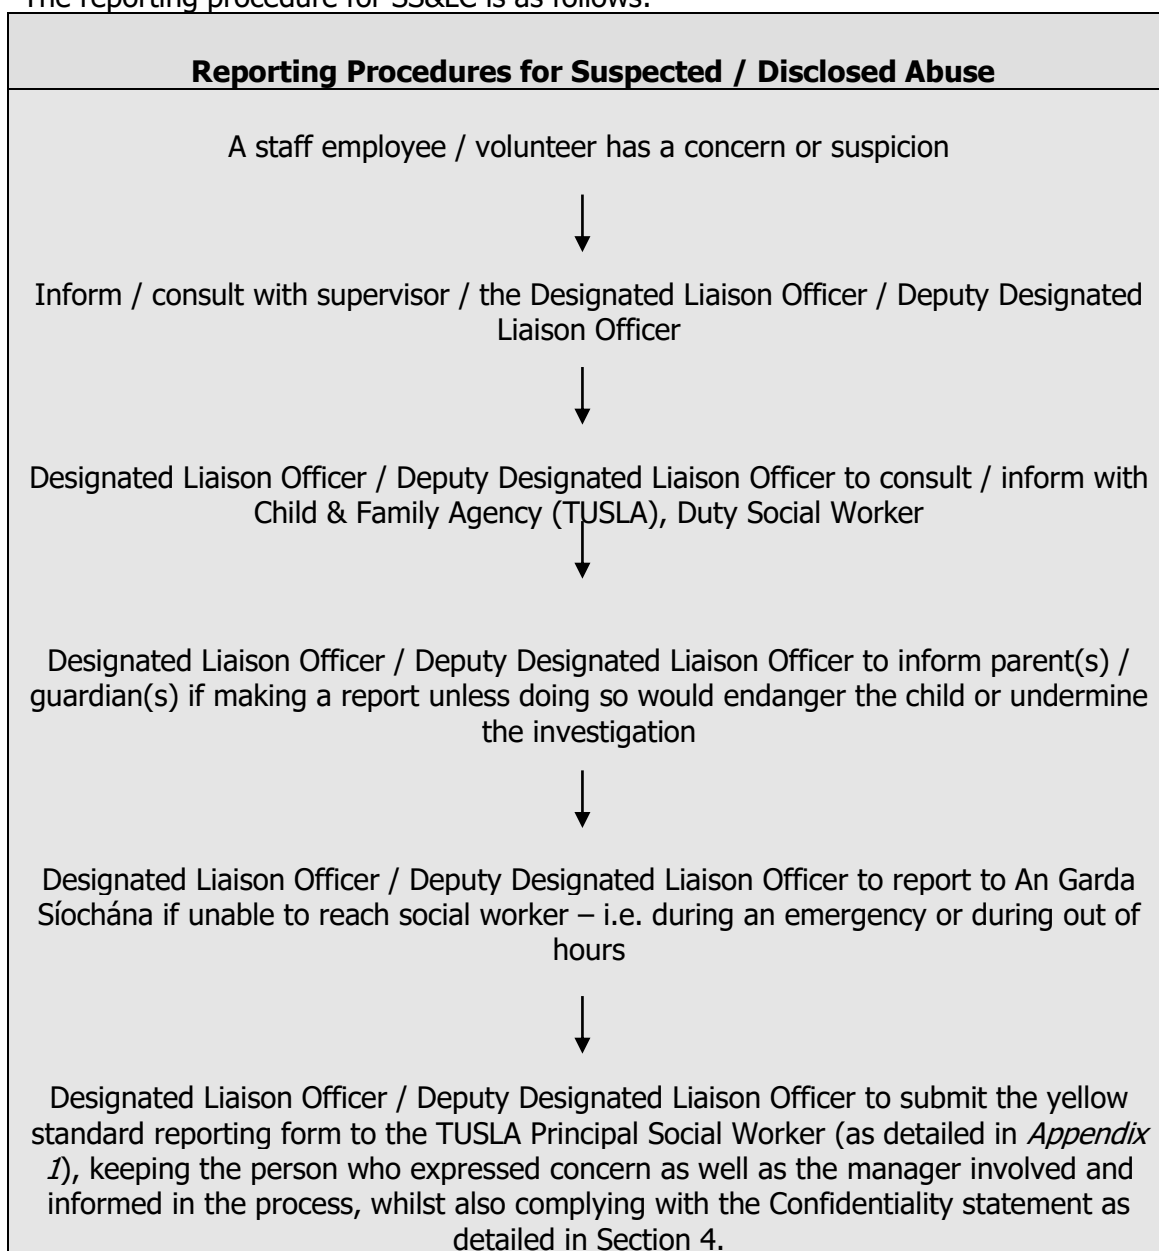 The reporting procedure for SS&LC is as follows:
Reporting Procedures for Suspected / Disclosed Abuse
A staff employee / volunteer has a concern or suspicion
Inform / consult with supervisor / the Designated Liaison Officer / Deputy Designated
Liaison Officer
Designated Liaison Officer / Deputy Designated Liaison Officer to consult / inform with
Child & Family Agency (TUSLA), Duty Social Worker
Designated Liaison Officer / Deputy Designated Liaison Officer to inform parent(s) /
guardian(s) if making a report unless doing so would endanger the child or undermine
the investigation
Designated Liaison Officer / Deputy Designated Liaison Officer to report to An Garda
Síochána if unable to reach social worker – i.e. during an emergency or during out of
hours
Designated Liaison Officer / Deputy Designated Liaison Officer to submit the yellow
standard reporting form to the TUSLA Principal Social Worker (as detailed in Appendix
1), keeping the person who expressed concern as well as the manager involved and
informed in the process, whilst also complying with the Confidentiality statement as
detailed in Section 4.